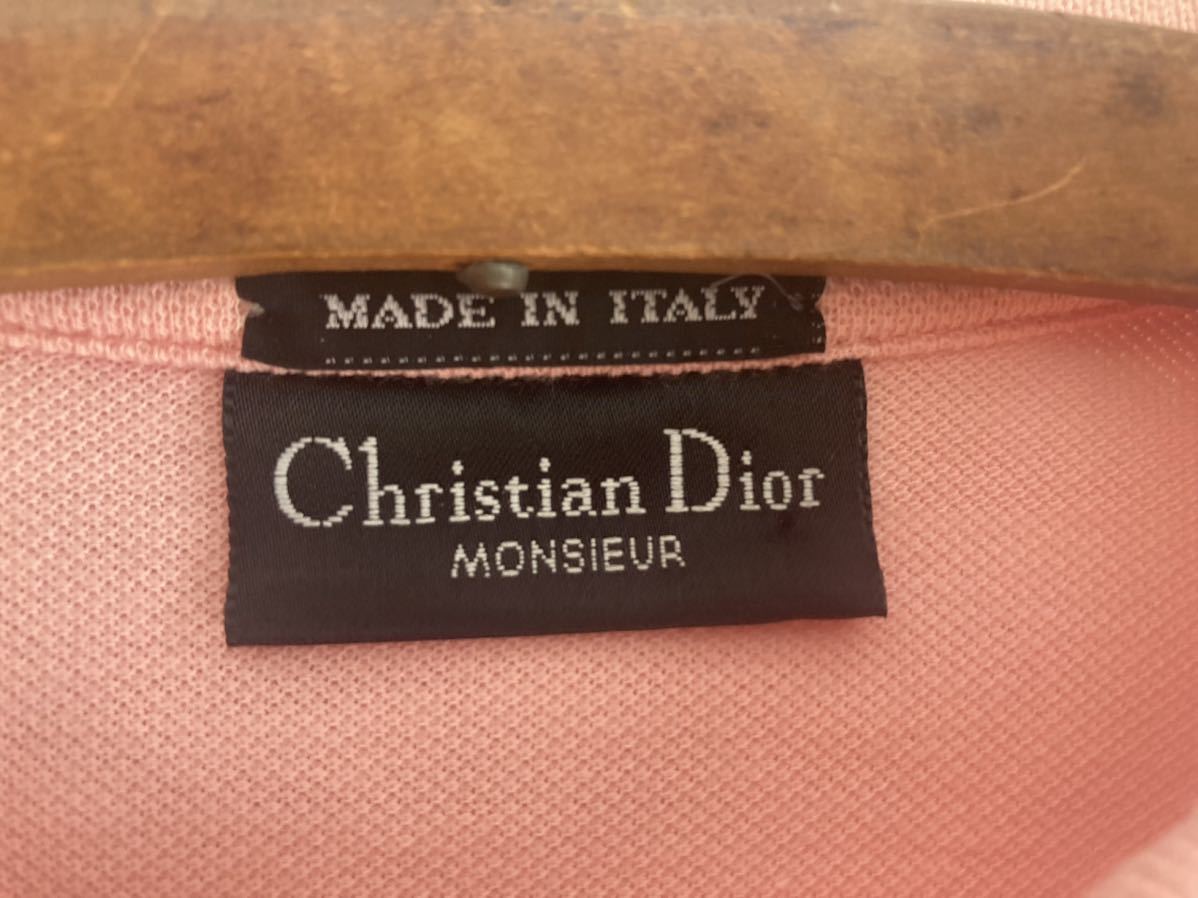 MADE IN ITALY
Christian Dior
MONSIEUR